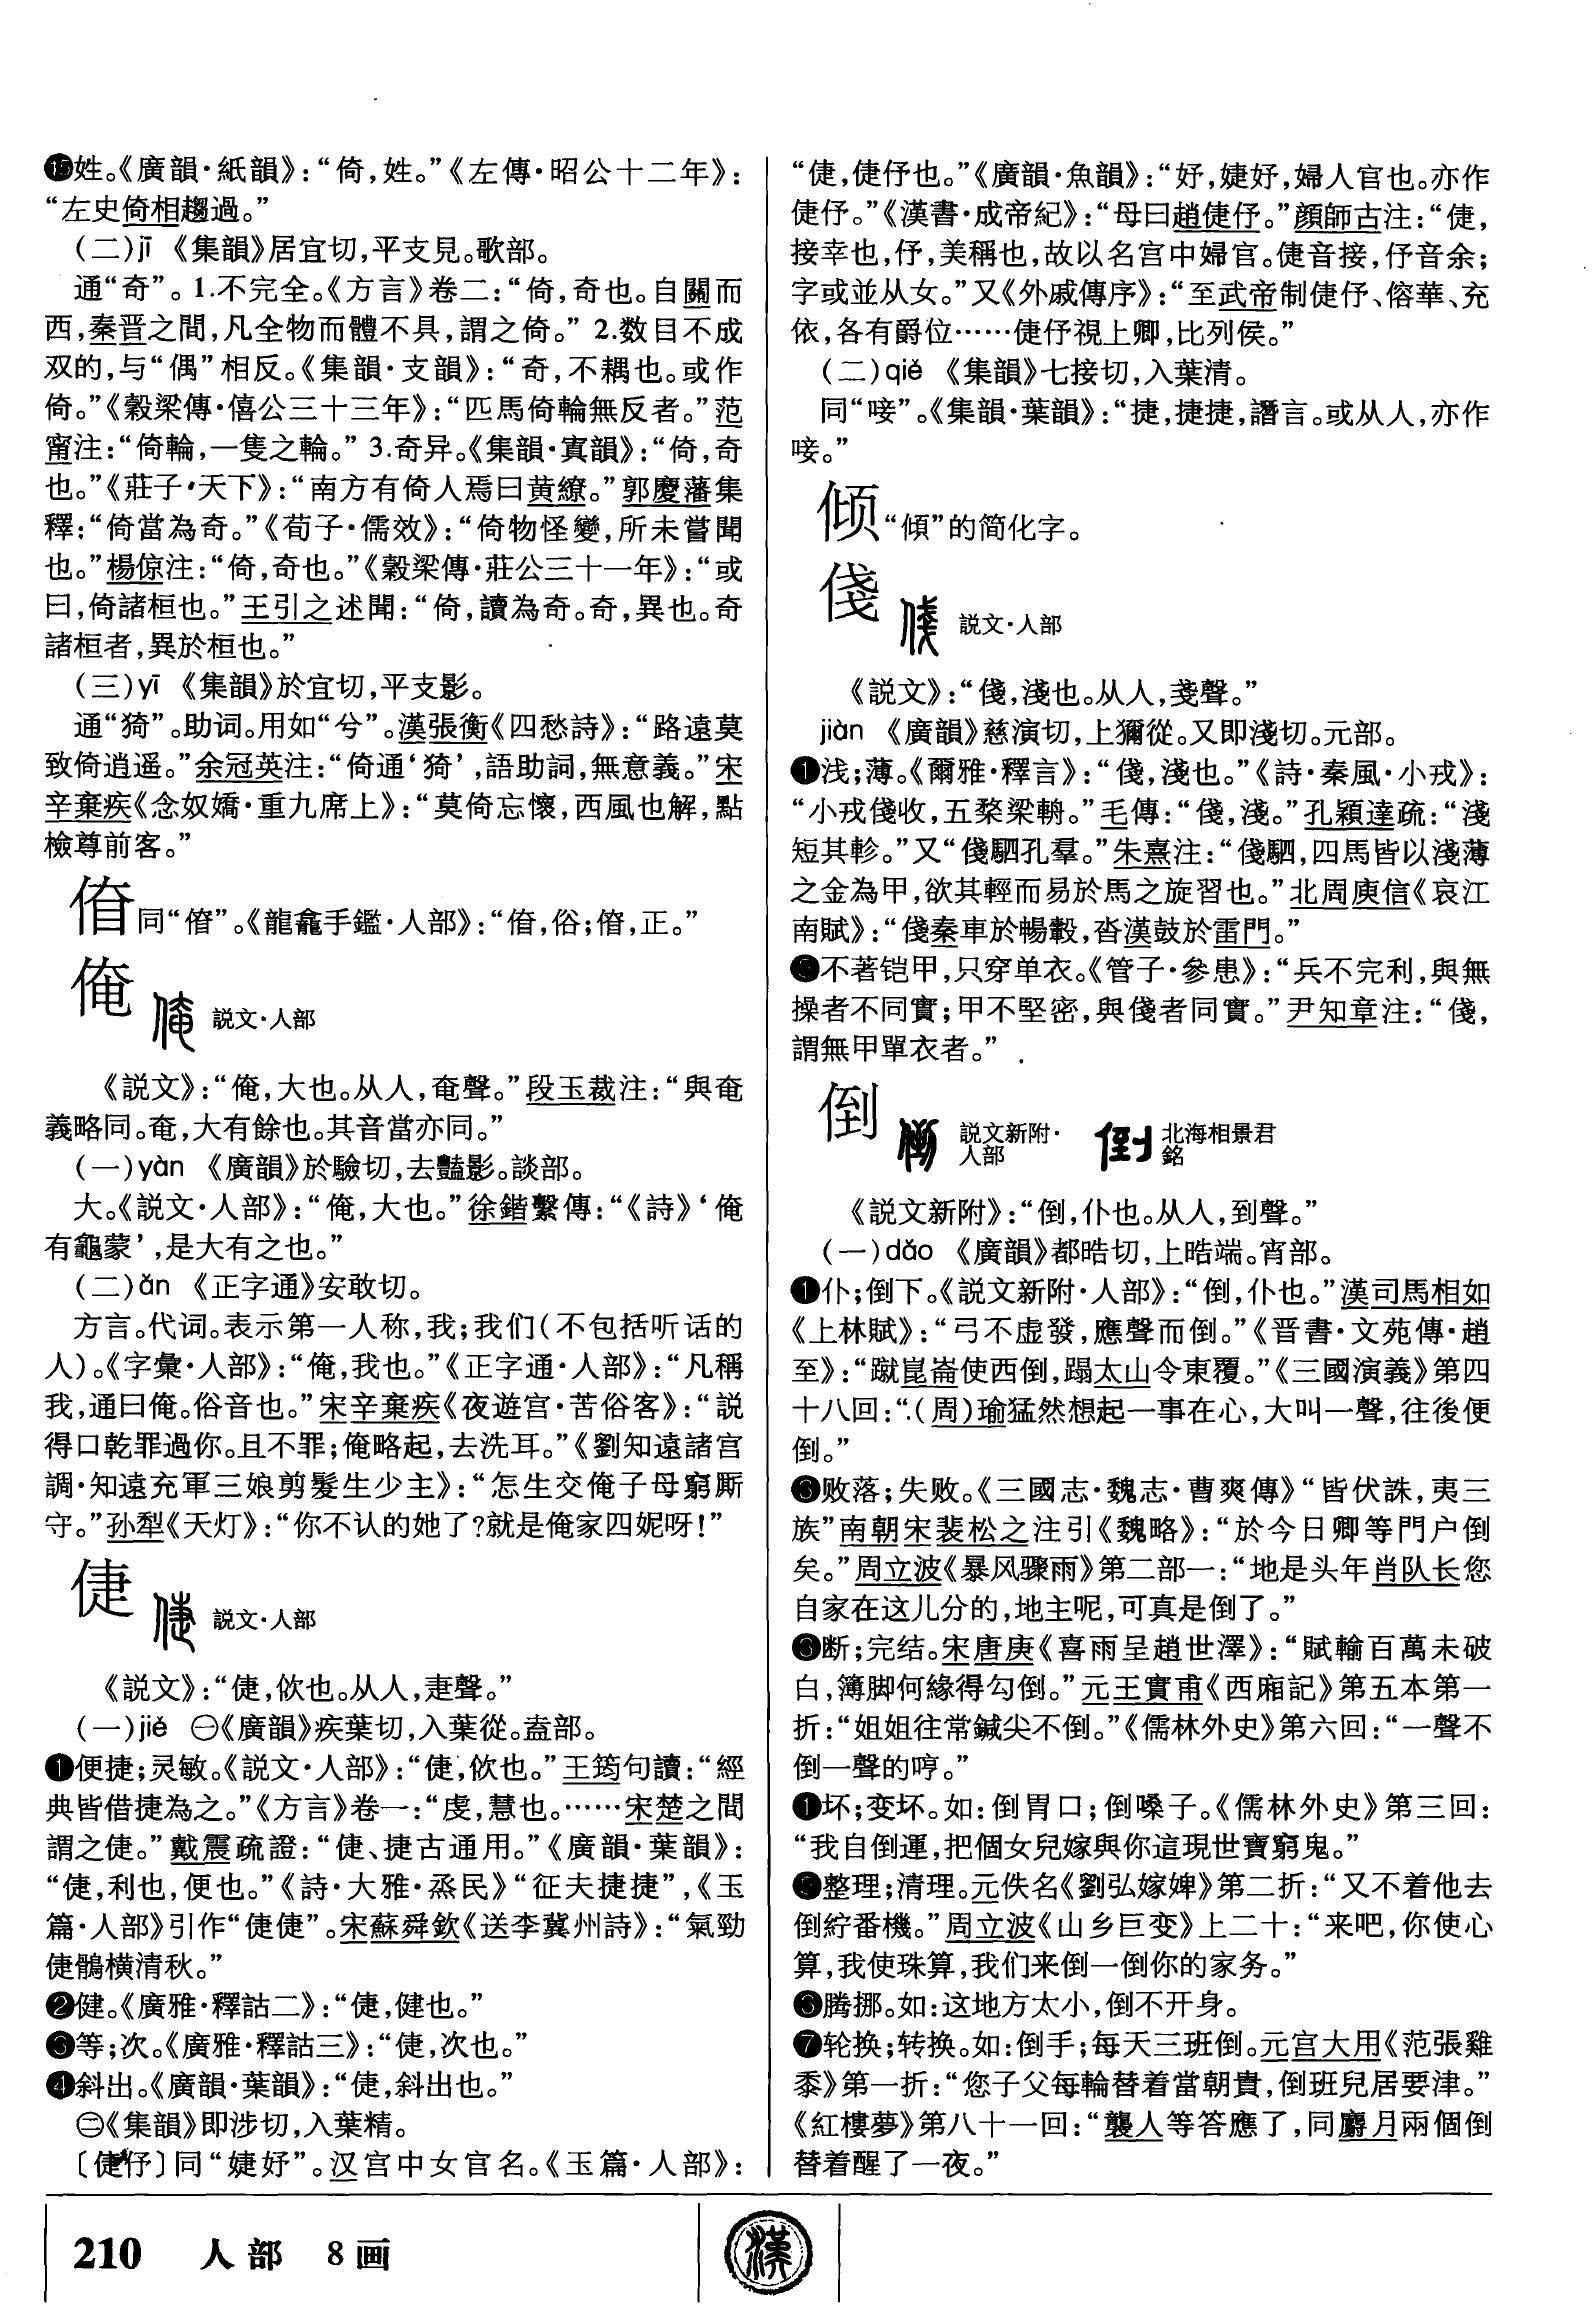 ⓯姓。《廣韻·紙韻》：“倚，姓。”《左傳·昭公十二年》：
“左史倚相趨過。”
（二）jī 《集韻》居宜切，平支見。歌部。
通“奇”。1.不完全。《方言》卷二：“倚，奇也。自關而
西，秦晋之間，凡全物而體不具，謂之倚。” 2.数目不成
双的，与“偶”相反。《集韻·支韻》：“奇，不耦也。或作
倚。”《穀梁傳·僖公三十三年》：“匹馬倚輪無反者。”范
甯注：“倚輪，一隻之輪。” 3.奇异。《集韻·寘韻》：“倚，奇
也。”《莊子·天下》：“南方有倚人焉曰黄繚。”郭慶藩集
釋：“倚當為奇。”《荀子·儒效》：“倚物怪變，所未嘗聞
也。”楊倞注：“倚，奇也。”《穀梁傳·莊公三十一年》：“或
曰，倚諸桓也。”王引之述聞：“倚，讀為奇。奇，異也。奇
諸桓者，異於桓也。”
（三）yī 《集韻》於宜切，平支影。
通“猗”。助词。用如“兮”。漢張衡《四愁詩》：“路遠莫
致倚逍遥。”余冠英注：“倚通‘猗’，語助詞，無意義。”宋
辛棄疾《念奴嬌·重九席上》：“莫倚忘懷，西風也解，點
檢尊前客。”
偺同“㑃”。《龍龕手鑑·人部》：“偺，俗；㑃，正。”
俺 説文·人部
《説文》：“俺，大也。从人，奄聲。”段玉裁注：“與奄
義略同。奄，大有餘也。其音當亦同。”
（一）yàn 《廣韻》於驗切，去豔影。談部。
大。《説文·人部》：“俺，大也。”徐鍇繫傳：“《詩》‘俺
有龜蒙’，是大有之也。”
（二）ǎn 《正字通》安敢切。
方言。代词。表示第一人称，我；我们（不包括听话的
人）。《字彙·人部》：“俺，我也。”《正字通·人部》：“凡稱
我，通曰俺。俗音也。”宋辛棄疾《夜遊宫·苦俗客》：“説
得口乾罪過你。且不罪；俺略起，去洗耳。”《劉知遠諸宫
調·知遠充軍三娘剪髮生少主》：“怎生交俺子母窮厮
守。”孙犁《天灯》：“你不认的她了？就是俺家四妮呀！”
倢 説文·人部
《説文》：“倢，佽也。从人，疌聲。”
（一）jié ㊀《廣韻》疾葉切，入葉從。盍部。
❶便捷；灵敏。《説文·人部》：“倢，佽也。”王筠句讀：“經
典皆借捷為之。”《方言》卷一：“虔，慧也。……宋楚之間
謂之倢。”戴震疏證：“倢、捷古通用。”《廣韻·葉韻》：
“倢，利也，便也。”《詩·大雅·烝民》“征夫捷捷”，《玉
篇·人部》引作“倢倢”。宋蘇舜欽《送李冀州詩》：“氣勁
倢鶻横清秋。”
❷健。《廣雅·釋詁二》：“倢，健也。”
❸等；次。《廣雅·釋詁三》：“倢，次也。”
❹斜出。《廣韻·葉韻》：“倢，斜出也。”
㊁《集韻》即涉切，入葉精。
〔倢伃〕同“婕妤”。汉宫中女官名。《玉篇·人部》：
“倢，倢伃也。”《廣韻·魚韻》：“妤，婕妤，婦人官也。亦作
倢伃。”《漢書·成帝紀》：“母曰趙倢伃。”顔師古注：“倢，
接幸也，伃，美稱也，故以名宫中婦官。倢音接，伃音余；
字或並从女。”又《外戚傳序》：“至武帝制倢伃、傛華、充
依，各有爵位……倢伃視上卿，比列侯。”
（二）qiè 《集韻》七接切，入葉清。
同“唼”。《集韻·葉韻》：“捷，捷捷，譖言。或从人，亦作
唼。”
倾“傾”的简化字。
俴 説文·人部
《説文》：“俴，淺也。从人，戔聲。”
jiàn 《廣韻》慈演切，上獮從。又即淺切。元部。
❶浅；薄。《爾雅·釋言》：“俴，淺也。”《詩·秦風·小戎》：
“小戎俴收，五楘梁輈。”毛傳：“俴，淺。”孔穎達疏：“淺
短其軫。”又“俴駟孔羣。”朱熹注：“俴駟，四馬皆以淺薄
之金為甲，欲其輕而易於馬之旋習也。”北周庾信《哀江
南賦》：“俴秦車於暢轂，沓漢鼓於雷門。”
❷不著铠甲，只穿单衣。《管子·參患》：“兵不完利，與無
操者不同實；甲不堅密，與俴者同實。”尹知章注：“俴，
謂無甲單衣者。”
倒 説文新附·人部 北海相景君銘
《説文新附》：“倒，仆也。从人，到聲。”
（一）dǎo 《廣韻》都晧切，上晧端。宵部。
❶仆；倒下。《説文新附·人部》：“倒，仆也。”漢司馬相如
《上林賦》：“弓不虚發，應聲而倒。”《晋書·文苑傳·趙
至》：“蹴崑崙使西倒，蹋太山令東覆。”《三國演義》第四
十八回：“（周）瑜猛然想起一事在心，大叫一聲，往後便
倒。”
❷败落；失败。《三國志·魏志·曹爽傳》“皆伏誅，夷三
族”南朝宋裴松之注引《魏略》：“於今日卿等門户倒
矣。”周立波《暴风骤雨》第二部一：“地是头年肖队长您
自家在这儿分的，地主呢，可真是倒了。”
❸断；完结。宋唐庚《喜雨呈趙世澤》：“賦輸百萬未破
白，簿脚何緣得勾倒。”元王實甫《西廂記》第五本第一
折：“姐姐往常鍼尖不倒。”《儒林外史》第六回：“一聲不
倒一聲的哼。”
❹坏；变坏。如：倒胃口；倒嗓子。《儒林外史》第三回：
“我自倒運，把個女兒嫁與你這現世寶窮鬼。”
❺整理；清理。元佚名《劉弘嫁婢》第二折：“又不着他去
倒紵番機。”周立波《山乡巨变》上二十：“来吧，你使心
算，我使珠算，我们来倒一倒你的家务。”
❻腾挪。如：这地方太小，倒不开身。
❼轮换；转换。如：倒手；每天三班倒。元宫大用《范張雞
黍》第一折：“您子父每輪替着當朝貴，倒班兒居要津。”
《紅樓夢》第八十一回：“襲人等答應了，同麝月兩個倒
替着醒了一夜。”
210 人部 8画
漢